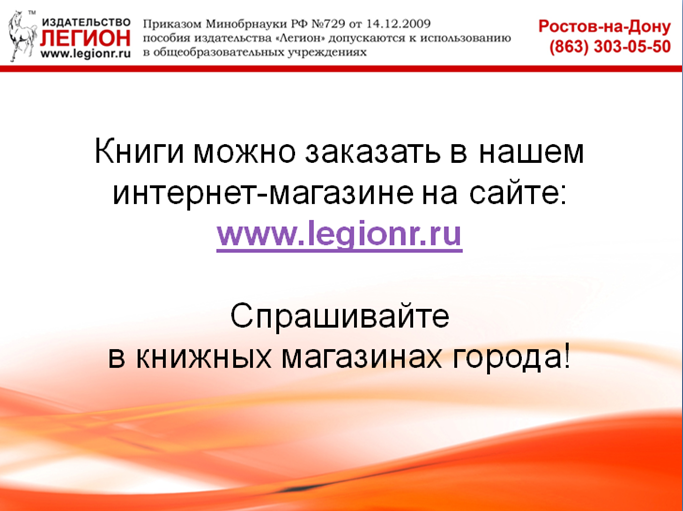 ИЗДАТЕЛЬСТВО
ЛЕГИОН
www.legionr.ru
TM
Приказом Минобрнауки РФ №729 от 14.12.2009
пособия издательства «Легион» допускаются к использованию
в общеобразовательных учреждениях
Ростов-на-Дону
(863) 303-05-50
Книги можно заказать в нашем
интернет-магазине на сайте:
www.legionr.ru
Спрашивайте
в книжных магазинах города!